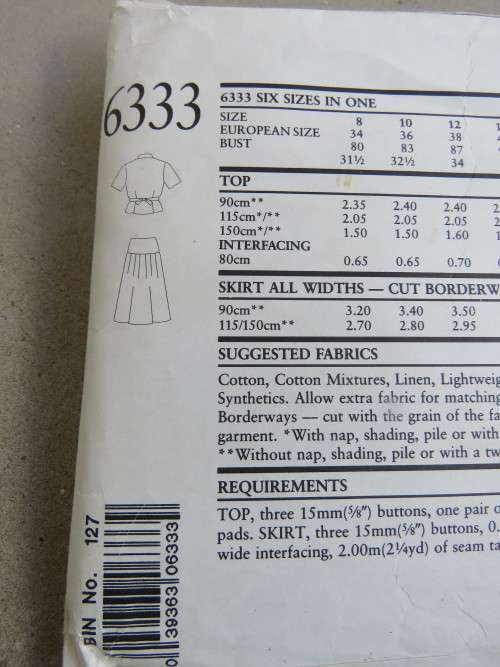 6333
6333 SIX SIZES IN ONE
SIZE 8 10 12
EUROPEAN SIZE 34 36 38
BUST 80 83 87
31½ 32½ 34
TOP
90cm** 2.35 2.40 2.40
115cm*/** 2.05 2.05 2.05
150cm*/** 1.50 1.50 1.60
INTERFACING
80cm 0.65 0.65 0.70
SKIRT ALL WIDTHS — CUT BORDERW
90cm** 3.20 3.40 3.50
115/150cm** 2.70 2.80 2.95
SUGGESTED FABRICS
Cotton, Cotton Mixtures, Linen, Lightweig
Synthetics. Allow extra fabric for matching
Borderways — cut with the grain of the fa
garment. *With nap, shading, pile or with
**Without nap, shading, pile or with a tw
REQUIREMENTS
TOP, three 15mm(⅝") buttons, one pair o
pads. SKIRT, three 15mm(⅝") buttons, 0.
wide interfacing, 2.00m(2¼yd) of seam ta
BIN No. 127
0 39363 06333